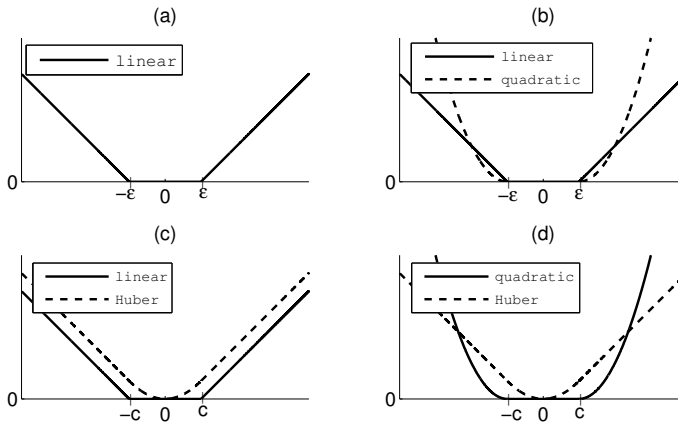 (a)
linear
0
−ε
0
ε
(b)
linear
quadratic
0
−ε
0
ε
(c)
linear
Huber
0
−c
0
c
(d)
quadratic
Huber
0
−c
0
c